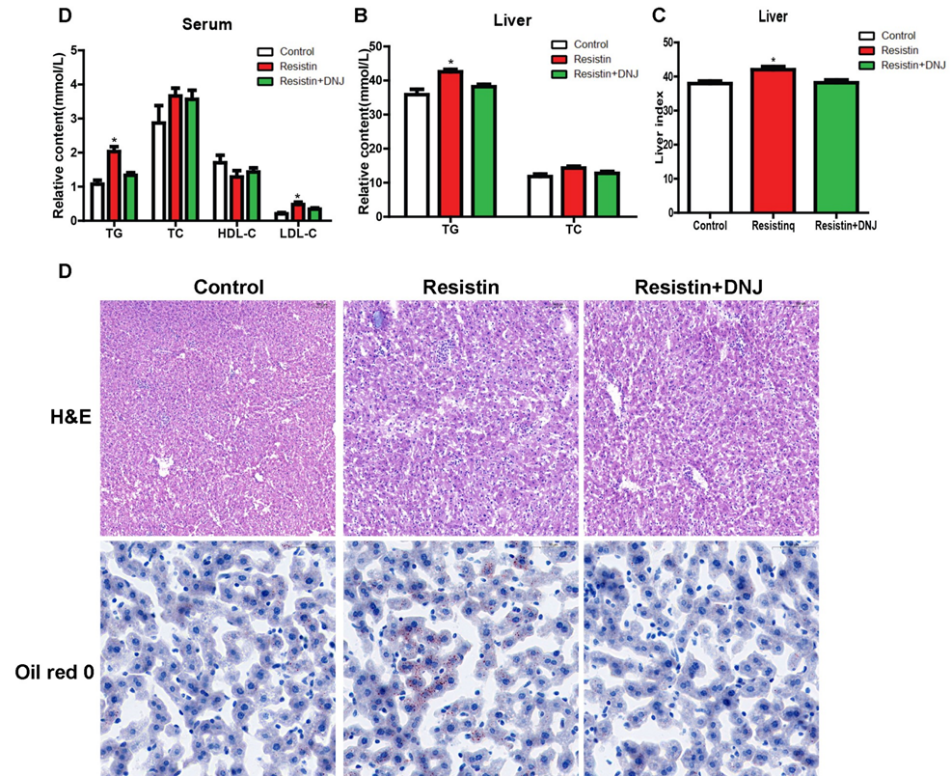 D
Serum
Control
Resistin
Resistin+DNJ
Relative content(mmol/L)
5
4
3
2
1
0
*
*
TG
TC
HDL-C
LDL-C
B
Liver
Control
Resistin
Resistin+DNJ
Relative content(mmol/L)
50
40
30
20
10
0
*
TG
TC
C
Liver
Control
Resistin
Resistin+DNJ
Liver index
50
40
30
20
10
0
*
Control
Resistinq
Resistin+DNJ
D
Control
Resistin
Resistin+DNJ
H&E
Oil red 0